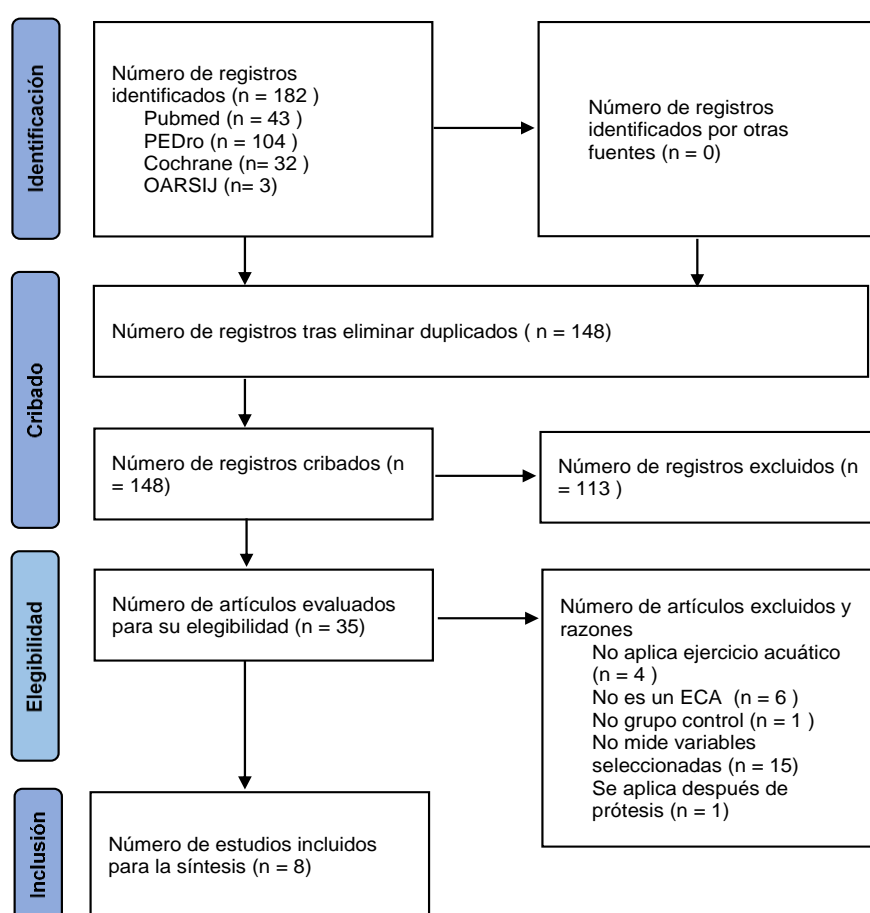 Identificación
Número de registros
identificados (n = 182 )
Pubmed (n = 43 )
PEDro (n = 104 )
Cochrane (n= 32 )
OARSIJ (n= 3)
Número de registros
identificados por otras
fuentes (n = 0)
Cribado
Número de registros tras eliminar duplicados ( n = 148)
Número de registros cribados (n
= 148)
Número de registros excluidos (n
= 113 )
Elegibilidad
Número de artículos evaluados
para su elegibilidad (n = 35)
Número de artículos excluidos y
razones
No aplica ejercicio acuático
(n = 4 )
No es un ECA  (n = 6 )
No grupo control (n = 1 )
No mide variables
seleccionadas (n = 15)
Se aplica después de
prótesis (n = 1)
Inclusión
Número de estudios incluidos
para la síntesis (n = 8)